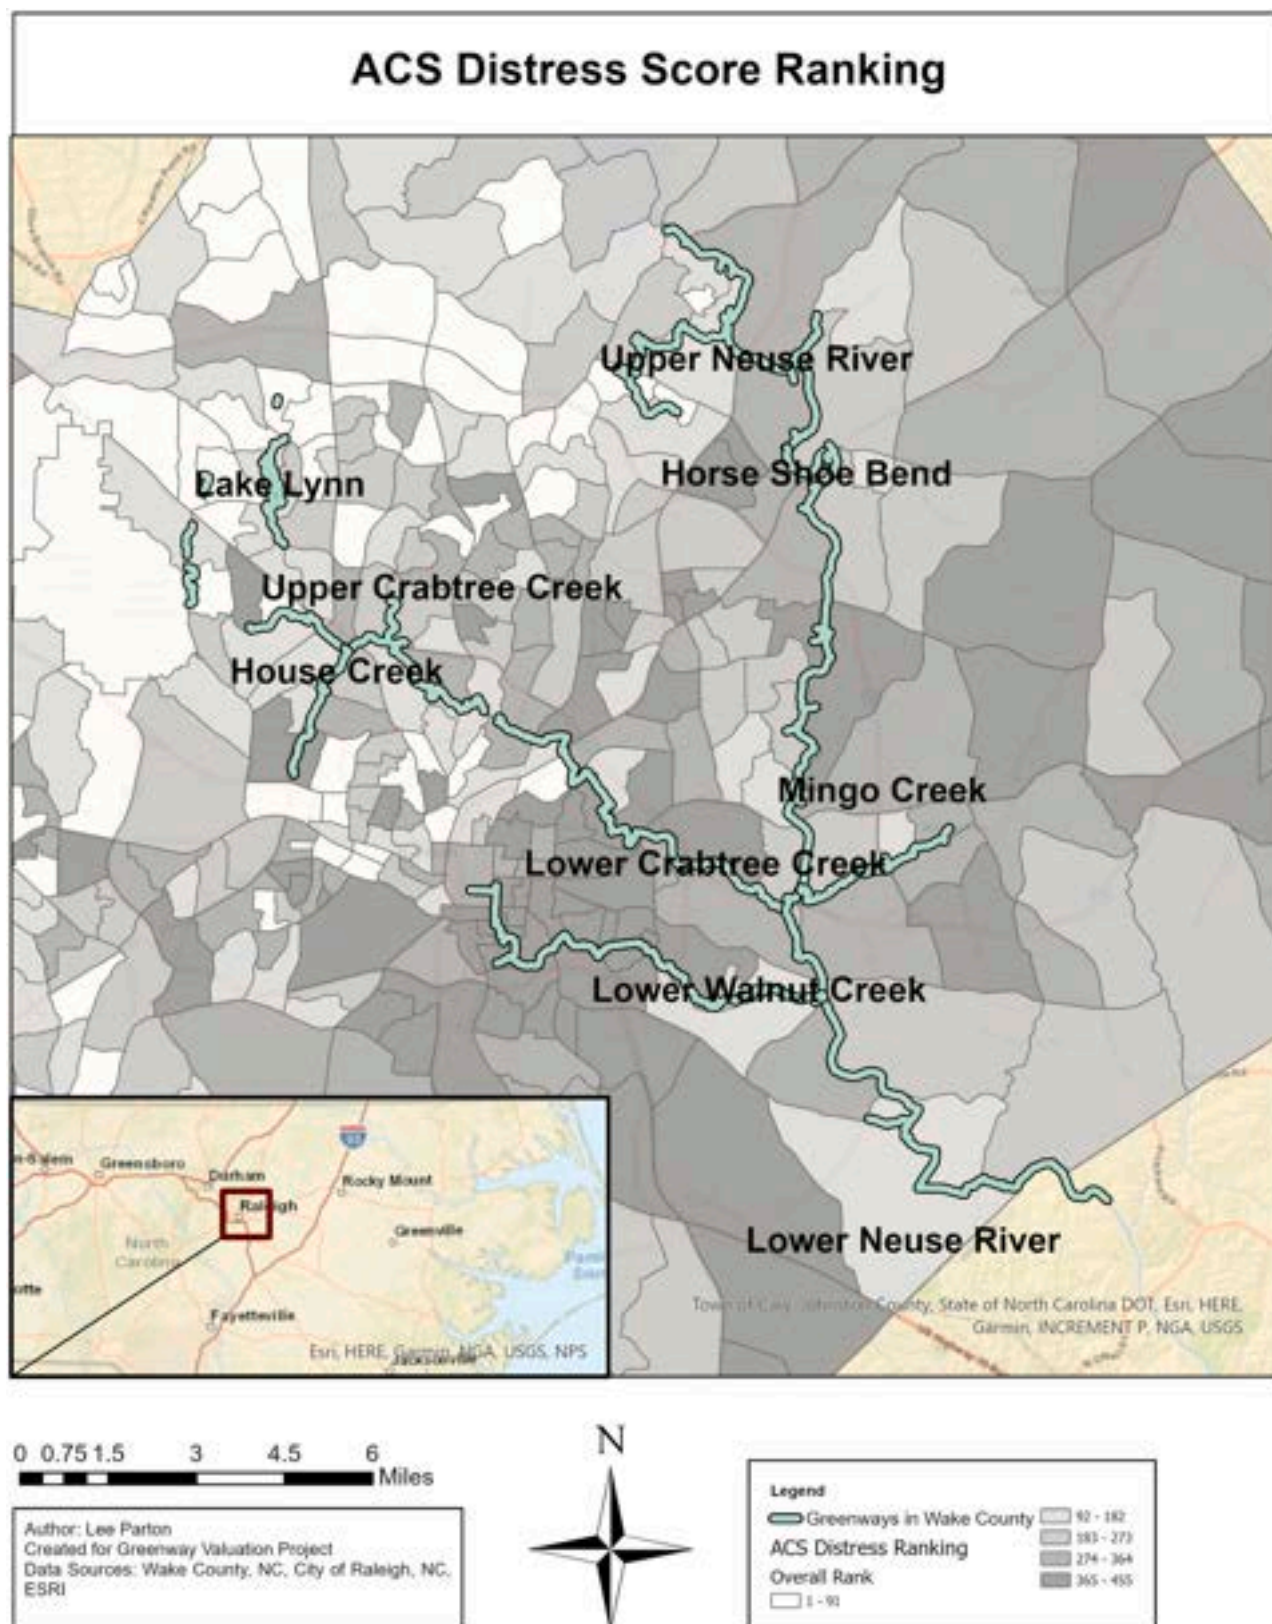 ACS Distress Score Ranking
Upper Neuse River
Horse Shoe Bend
Lake Lynn
Upper Crabtree Creek
House Creek
Mingo Creek
Lower Crabtree Creek
Lower Walnut Creek
Lower Neuse River
Town of Cary, Johnston County, State of North Carolina DOT, Esri, HERE,
Garmin, INCREMENT P, NGA, USGS
Greensboro
Durham
Raleigh
Rocky Mount
Greenville
North
Carolina
Fayetteville
Jacksonville
Esri, HERE, Garmin, NGA, USGS, NPS
0 0.75 1.5 3 4.5 6
Miles
N
Author: Lee Parton
Created for Greenway Valuation Project
Data Sources: Wake County, NC, City of Raleigh, NC,
ESRI
Legend
Greenways in Wake County
ACS Distress Ranking
Overall Rank
1 - 91
92 - 182
183 - 273
274 - 364
365 - 455